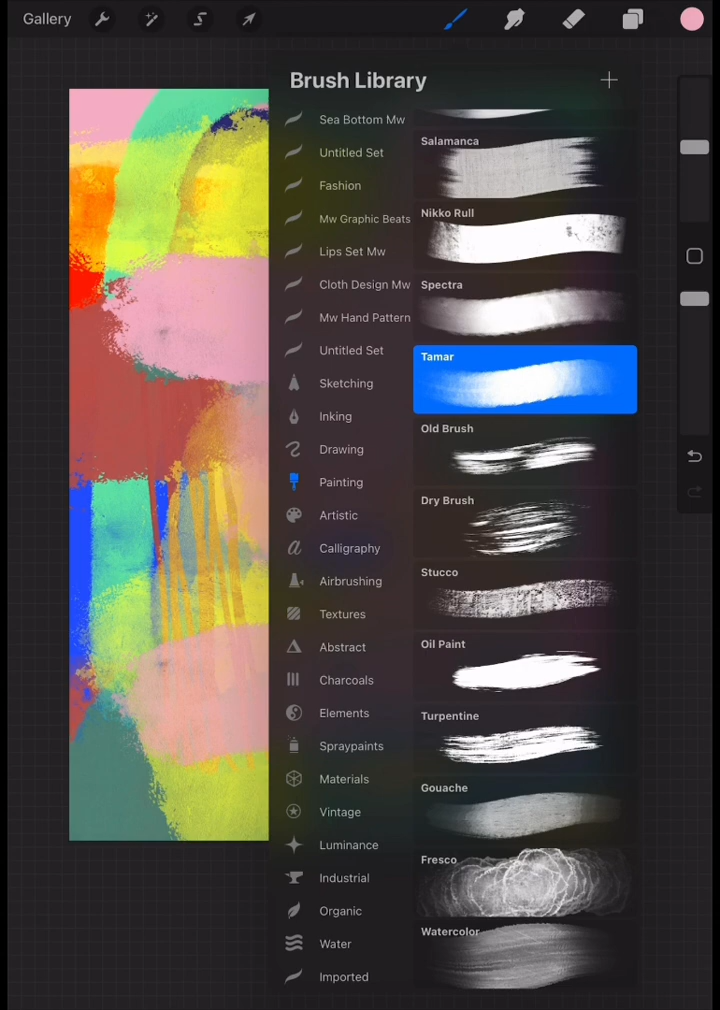 Gallery
Brush Library
Sea Bottom Mw
Untitled Set
Fashion
Mw Graphic Beats
Lips Set Mw
Cloth Design Mw
Mw Hand Pattern
Untitled Set
Sketching
Inking
Drawing
Painting
Artistic
Calligraphy
Airbrushing
Textures
Abstract
Charcoals
Elements
Spraypaints
Materials
Vintage
Luminance
Industrial
Organic
Water
Imported
Salamanca
Nikko Rull
Spectra
Tamar
Old Brush
Dry Brush
Stucco
Oil Paint
Turpentine
Gouache
Fresco
Watercolor